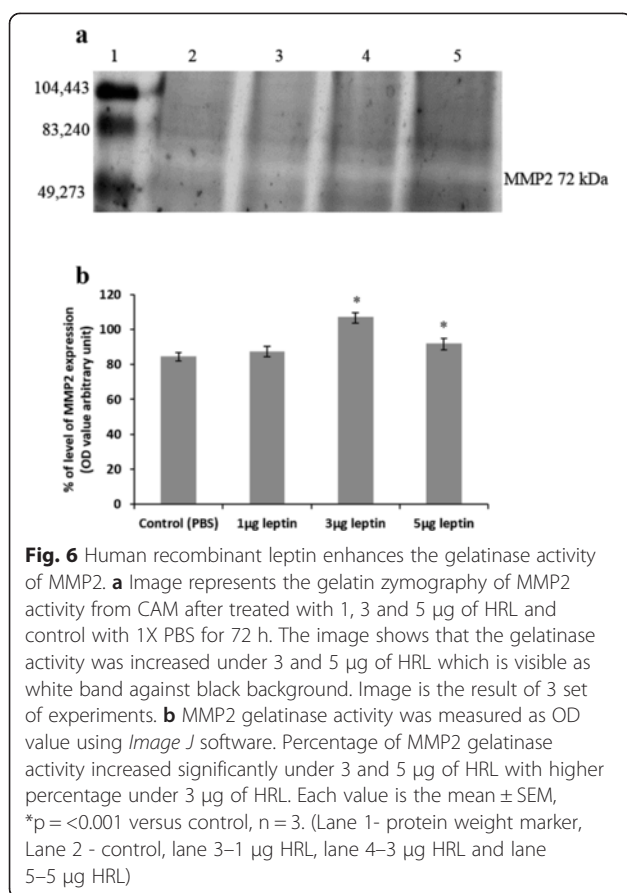 a
1 2 3 4 5
104,443
83,240
49,273
MMP2 72 kDa
b
% of level of MMP2 expression
(OD value arbitrary unit)
120
100
80
60
40
20
0
* *
Control (PBS) 1µg leptin 3µg leptin 5µg leptin
Fig. 6 Human recombinant leptin enhances the gelatinase activity
of MMP2. a Image represents the gelatin zymography of MMP2
activity from CAM after treated with 1, 3 and 5 µg of HRL and
control with 1X PBS for 72 h. The image shows that the gelatinase
activity was increased under 3 and 5 µg of HRL which is visible as
white band against black background. Image is the result of 3 set
of experiments. b MMP2 gelatinase activity was measured as OD
value using Image J software. Percentage of MMP2 gelatinase
activity increased significantly under 3 and 5 µg of HRL with higher
percentage under 3 µg of HRL. Each value is the mean ± SEM,
*p = <0.001 versus control, n = 3. (Lane 1- protein weight marker,
Lane 2 - control, lane 3–1 µg HRL, lane 4–3 µg HRL and lane
5–5 µg HRL)